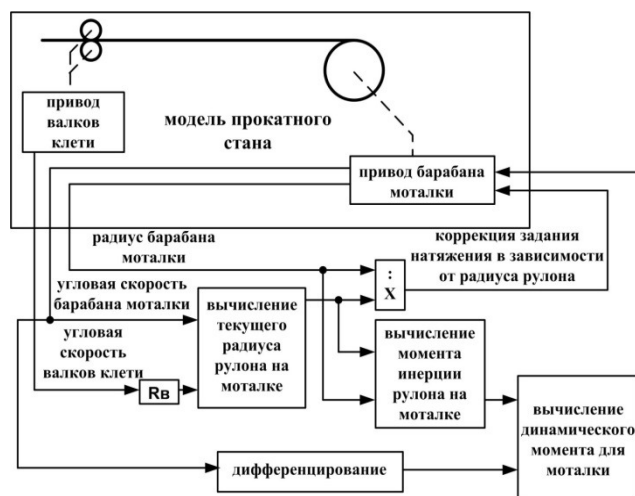 привод
валков
клети
модель прокатного
стана
привод барабана
моталки
радиус барабана
моталки
коррекция задания
натяжения в зависимости
от радиуса рулона
:
X
угловая скорость
барабана моталки
угловая
скорость
валков клети
вычисление
текущего
радиуса
рулона на
моталке
вычисление
момента
инерции
рулона на
моталке
Rв
вычисление
динамического
момента для
моталки
дифференцирование